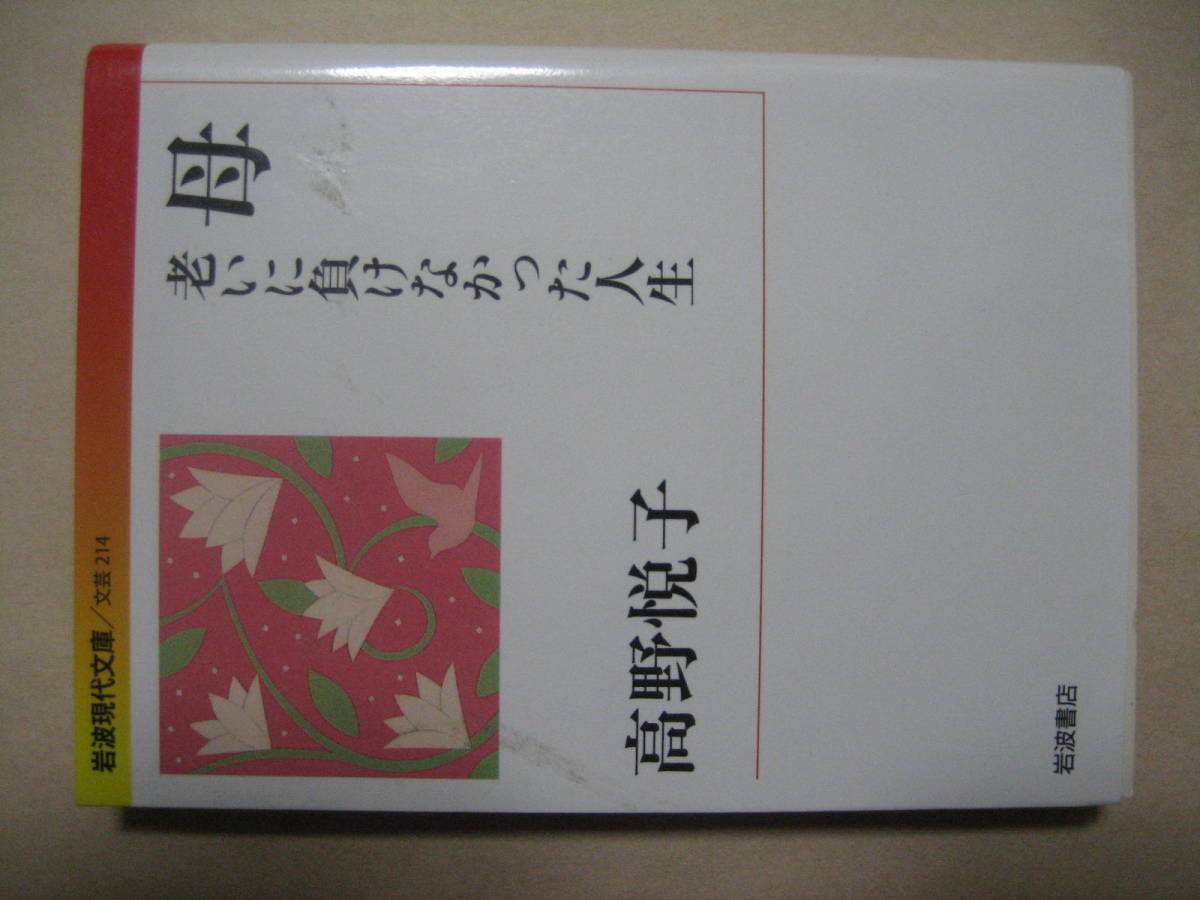 岩波現代文庫／文芸 214
母
老いに負けなかった人生
高野悦子
岩波書店